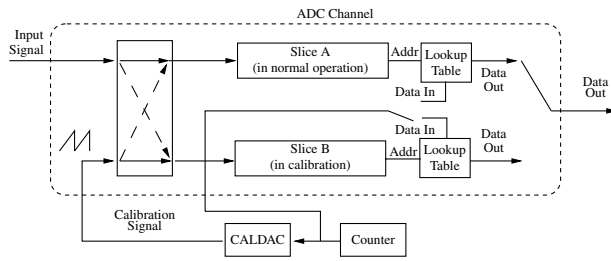 ADC Channel
Input
Signal
Slice A
(in normal operation)
Addr
Lookup
Table
Data
Out
Data In
Data
Out
Slice B
(in calibration)
Addr
Data In
Lookup
Table
Data
Out
Calibration
Signal
CALDAC
Counter